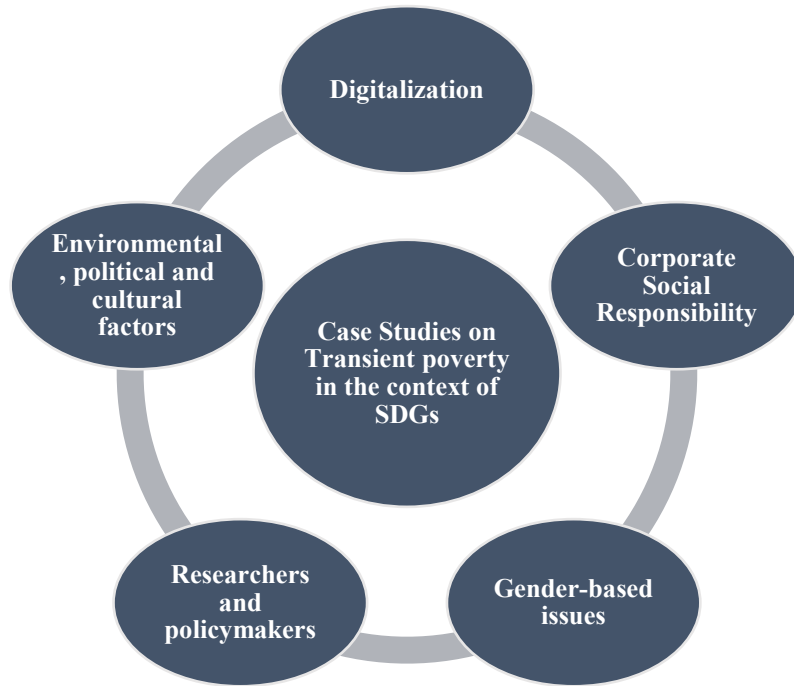 Digitalization
Environmental
, political and
cultural
factors
Corporate
Social
Responsibility
Case Studies on
Transient poverty
in the context of
SDGs
Researchers
and
policymakers
Gender-based
issues